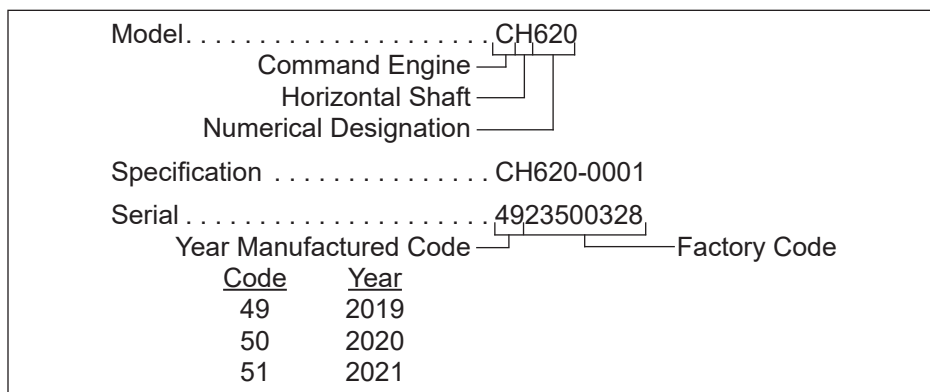 Model. . . . . . . . . . . . . . . . . . . . . CH620
Command Engine
Horizontal Shaft
Numerical Designation
Specification . . . . . . . . . . . . . . . CH620-0001
Serial . . . . . . . . . . . . . . . . . . . . . 4923500328
Year Manufactured Code Factory Code
Code Year
49 2019
50 2020
51 2021